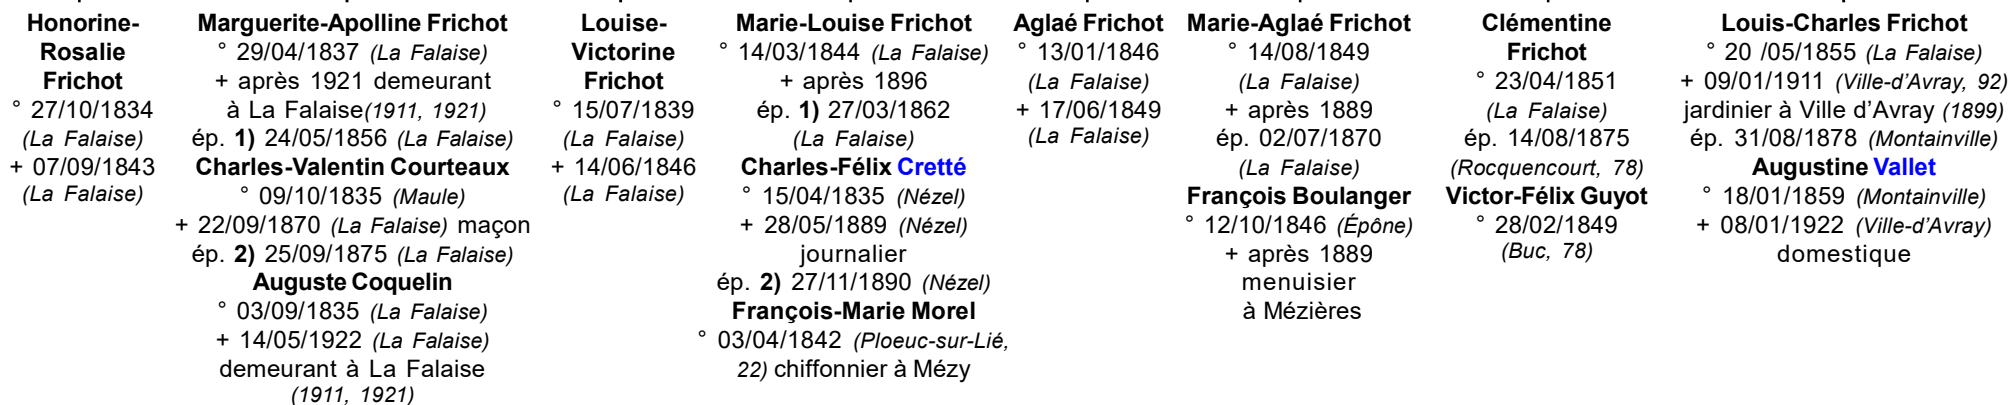 Honorine-
Rosalie
Frichot
° 27/10/1834
(La Falaise)
+ 07/09/1843
(La Falaise)
Marguerite-Apolline Frichot
° 29/04/1837 (La Falaise)
+ après 1921 demeurant
à La Falaise(1911, 1921)
ép. 1) 24/05/1856 (La Falaise)
Charles-Valentin Courteaux
° 09/10/1835 (Maule)
+ 22/09/1870 (La Falaise) maçon
ép. 2) 25/09/1875 (La Falaise)
Auguste Coquelin
° 03/09/1835 (La Falaise)
+ 14/05/1922 (La Falaise)
demeurant à La Falaise
(1911, 1921)
Louise-
Victorine
Frichot
° 15/07/1839
(La Falaise)
+ 14/06/1846
(La Falaise)
Marie-Louise Frichot
° 14/03/1844 (La Falaise)
+ après 1896
ép. 1) 27/03/1862
(La Falaise)
Charles-Félix Cretté
° 15/04/1835 (Nézel)
+ 28/05/1889 (Nézel)
journalier
ép. 2) 27/11/1890 (Nézel)
François-Marie Morel
° 03/04/1842 (Ploeuc-sur-Lié,
22) chiffonnier à Mézy
Aglaé Frichot
° 13/01/1846
(La Falaise)
+ 17/06/1849
(La Falaise)
Marie-Aglaé Frichot
° 14/08/1849
(La Falaise)
+ après 1889
ép. 02/07/1870
(La Falaise)
François Boulanger
° 12/10/1846 (Épône)
+ après 1889
menuisier
à Mézières
Clémentine
Frichot
° 23/04/1851
(La Falaise)
ép. 14/08/1875
(Rocquencourt, 78)
Victor-Félix Guyot
° 28/02/1849
(Buc, 78)
Louis-Charles Frichot
° 20 /05/1855 (La Falaise)
+ 09/01/1911 (Ville-d'Avray, 92)
jardinier à Ville d'Avray (1899)
ép. 31/08/1878 (Montainville)
Augustine Vallet
° 18/01/1859 (Montainville)
+ 08/01/1922 (Ville-d'Avray)
domestique